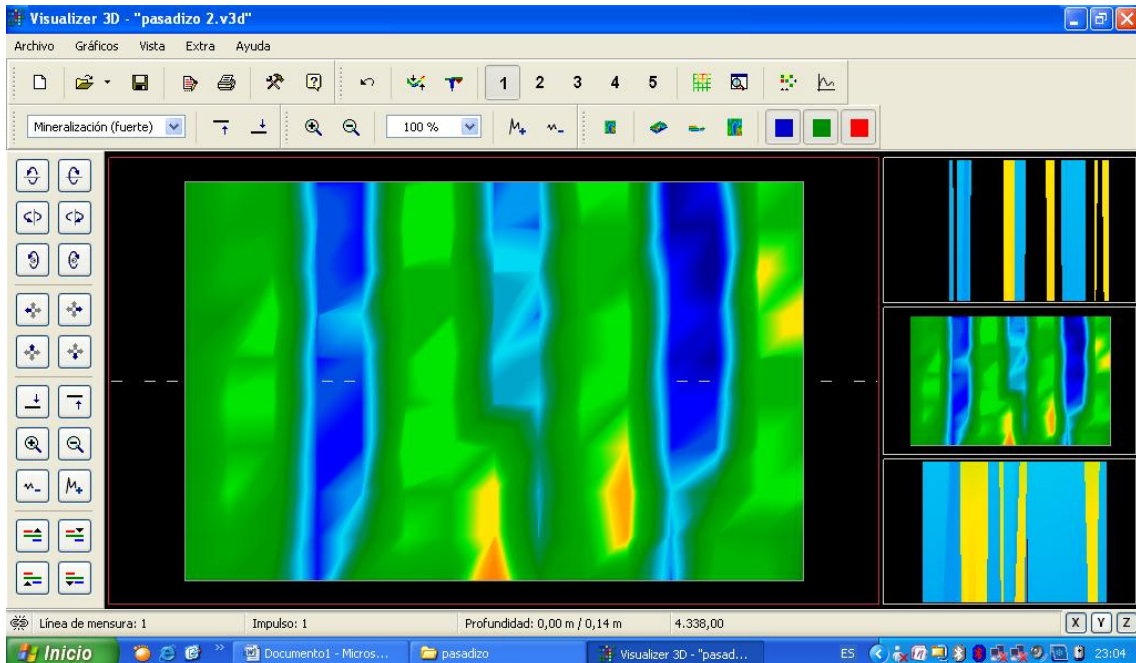 Visualizer 3D - "pasadizo 2.v3d"
Archivo Gráficos Vista Extra Ayuda
1 2 3 4 5
Mineralización (fuerte) 100 %
Línea de mensura: 1 Impulso: 1 Profundidad: 0,00 m / 0,14 m 4.338,00 X Y Z
Inicio Documento1 - Micros... pasadizo Visualizer 3D - "pasad... ES 23:04